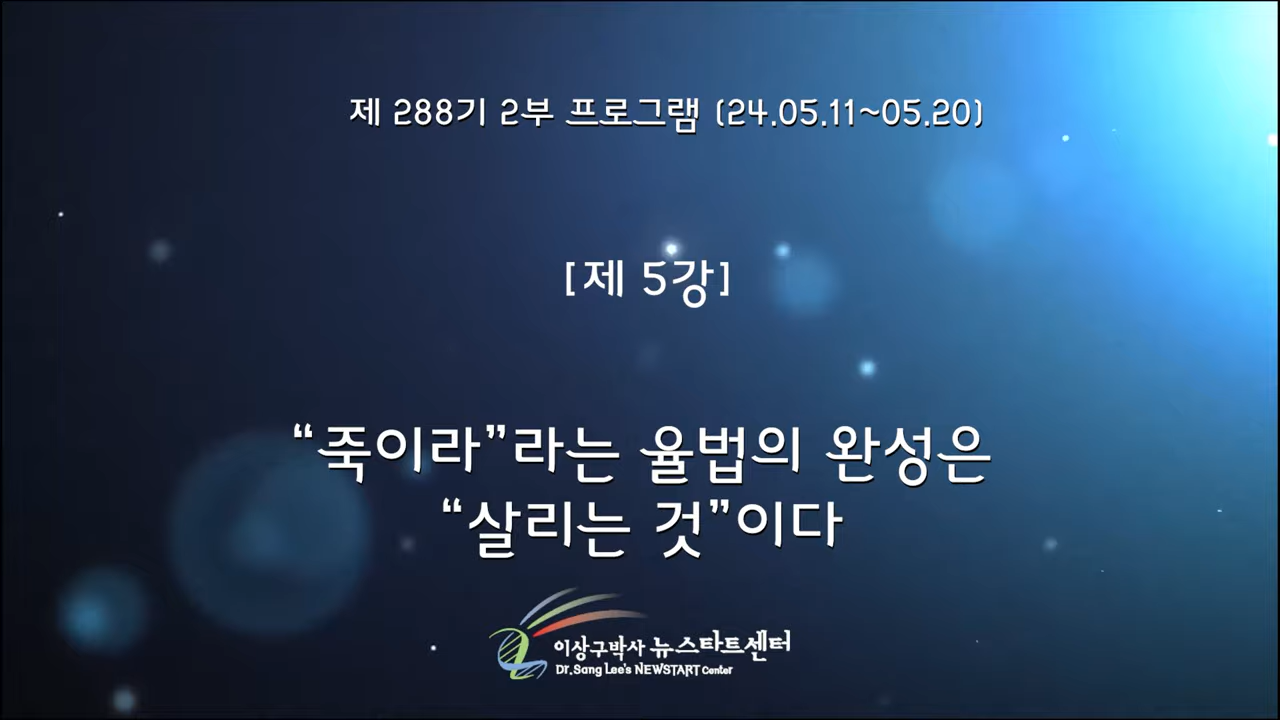 제 288기 2부 프로그램 (24.05.11~05.20)
[제 5강]
“죽이라”라는 율법의 완성은
“살리는 것”이다
이상구박사 뉴스타트센터
Dr.Sang Lee's NEWSTART Center